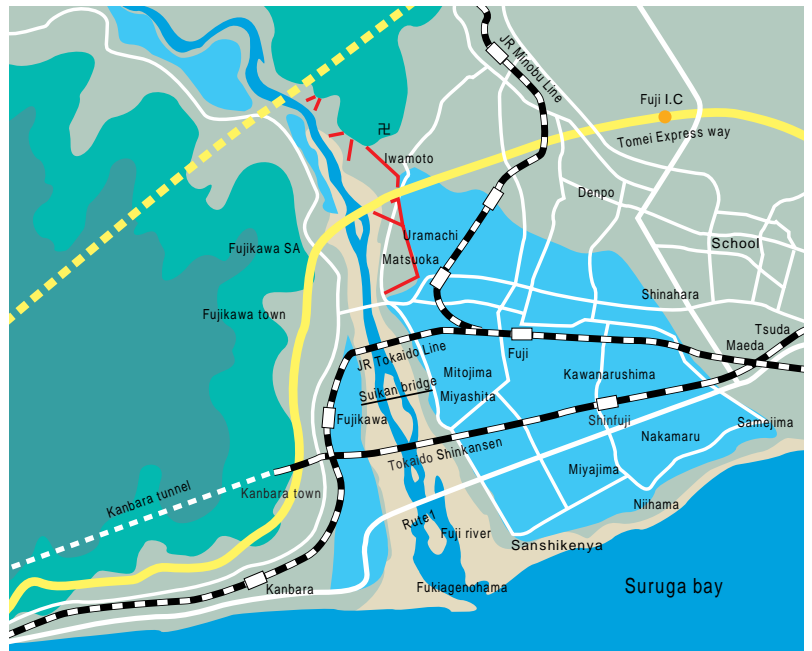 JR Minobu Line
Fuji I.C
Tomei Express way
卍
Iwamoto
Denpo
Uramachi
School
Fujikawa SA
Matsuoka
Shinahara
Fujikawa town
Tsuda
Maeda
JR Tokaido Line
Fuji
Mitojima
Kawanarushima
Suikan bridge
Miyashita
Fujikawa
Shinfuji
Samejima
Nakamaru
Tokaido Shinkansen
Miyajima
Kanbara tunnel
Kanbara town
Niihama
Rute1
Fuji river
Sanshikenya
Kanbara
Fukiagenohama
Suruga bay